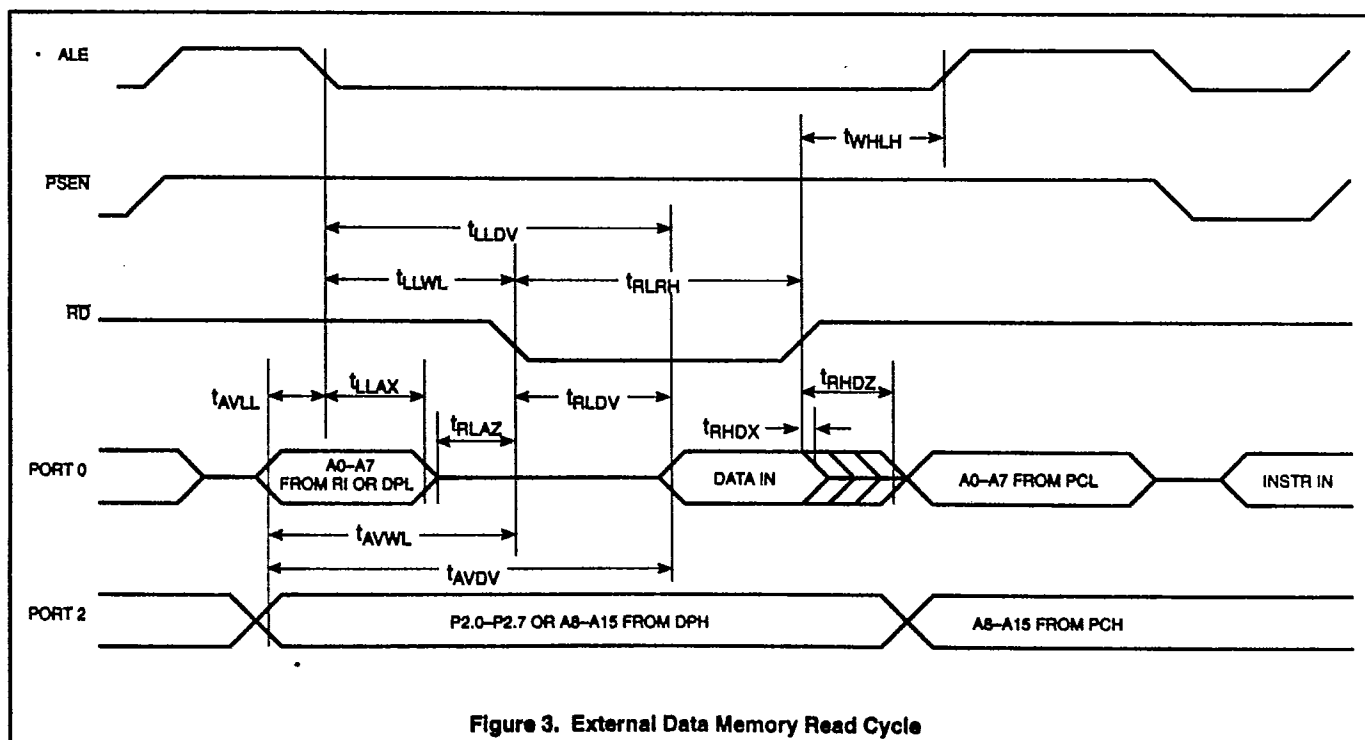 ALE
tWHLH
PSEN
tLLDV
tLLWL
tRLRH
RD
tAVLL
tLLAX
tRLAZ
tRLDV
tRHDZ
tRHDX
PORT 0
A0–A7
FROM RI OR DPL
DATA IN
A0–A7 FROM PCL
INSTR IN
tAVWL
tAVDV
PORT 2
P2.0–P2.7 OR A8–A15 FROM DPH
A8–A15 FROM PCH
Figure 3. External Data Memory Read Cycle